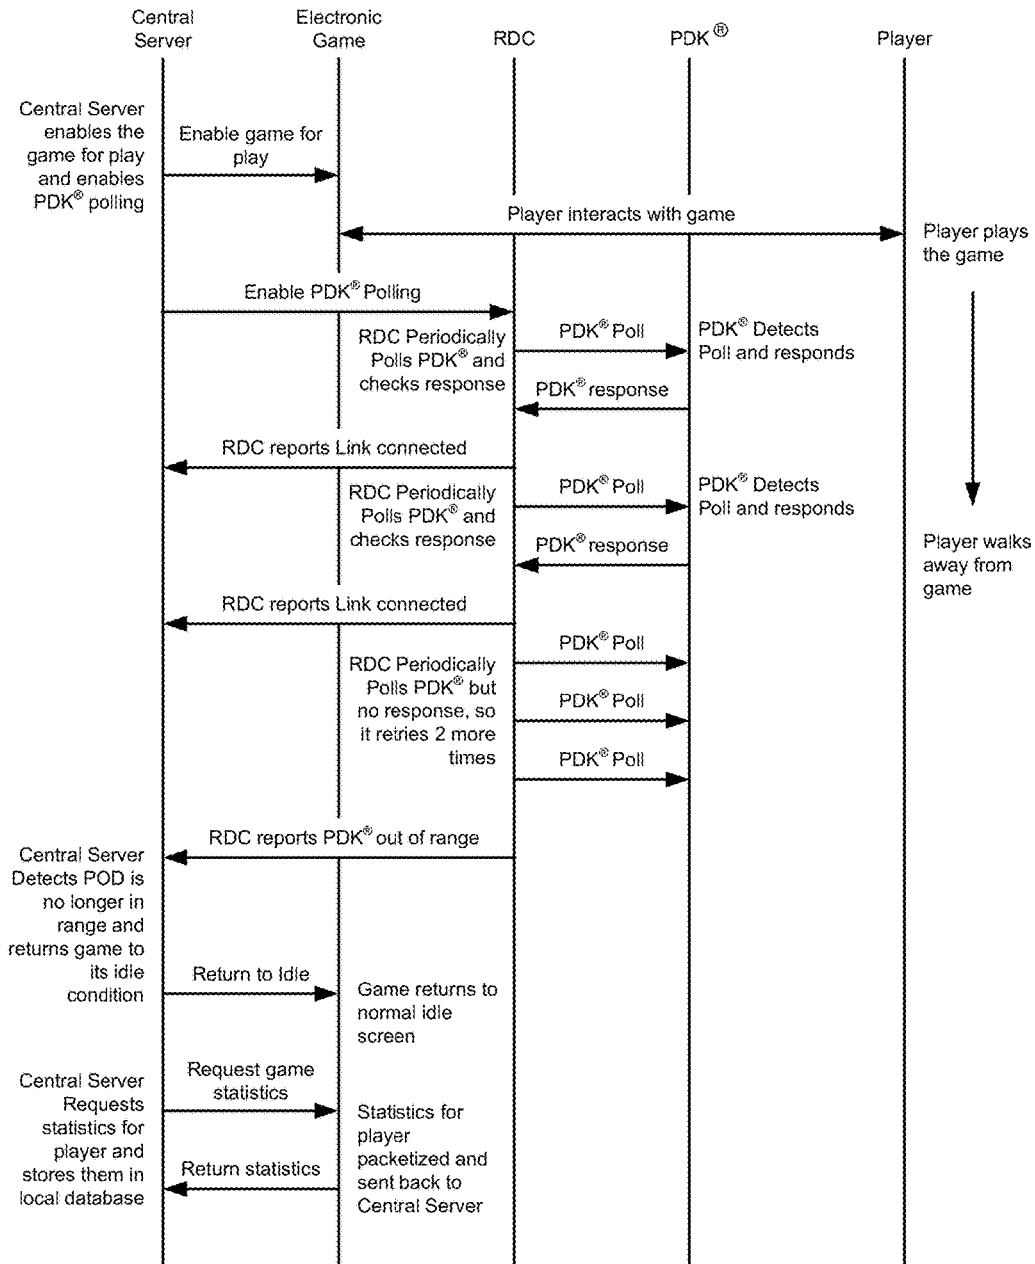 Central
Server
Electronic
Game
RDC
PDK®
Player
Central Server
enables the
game for play
and enables
PDK® polling
Enable game for
play
Player interacts with game
Player plays
the game
Enable PDK® Polling
RDC Periodically
Polls PDK® and
checks response
PDK® Poll
PDK® Detects
Poll and responds
PDK® response
RDC reports Link connected
RDC Periodically
Polls PDK® and
checks response
PDK® Poll
PDK® Detects
Poll and responds
PDK® response
Player walks
away from
game
RDC reports Link connected
PDK® Poll
RDC Periodically
Polls PDK® but
no response, so
it retries 2 more
times
PDK® Poll
PDK® Poll
RDC reports PDK® out of range
Central Server
Detects POD is
no longer in
range and
returns game to
its idle
condition
Return to Idle
Game returns to
normal idle
screen
Central Server
Requests
statistics for
player and
stores them in
local database
Request game
statistics
Statistics for
player
packetized and
sent back to
Central Server
Return statistics